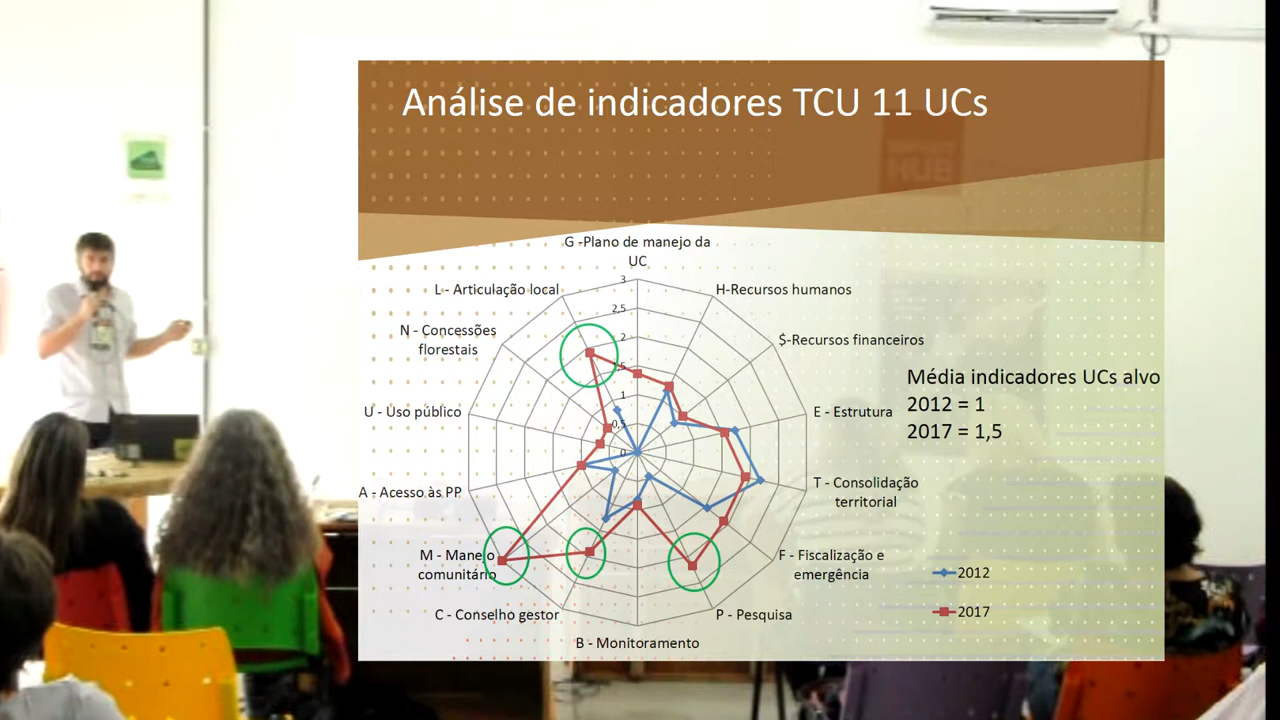 Análise de indicadores TCU 11 UCs
HUB
G -Plano de manejo da
UC
L - Articulação local
H-Recursos humanos
N - Concessões
florestais
$-Recursos financeiros
U - Uso público
E - Estrutura
A - Acesso às PP
T - Consolidação
territorial
M - Manejo
comunitário
F - Fiscalização e
emergência
C - Conselho gestor
P - Pesquisa
B - Monitoramento
3
2,5
2
,5
1
0,5
0
Média indicadores UCs alvo
2012 = 1
2017 = 1,5
2012
2017